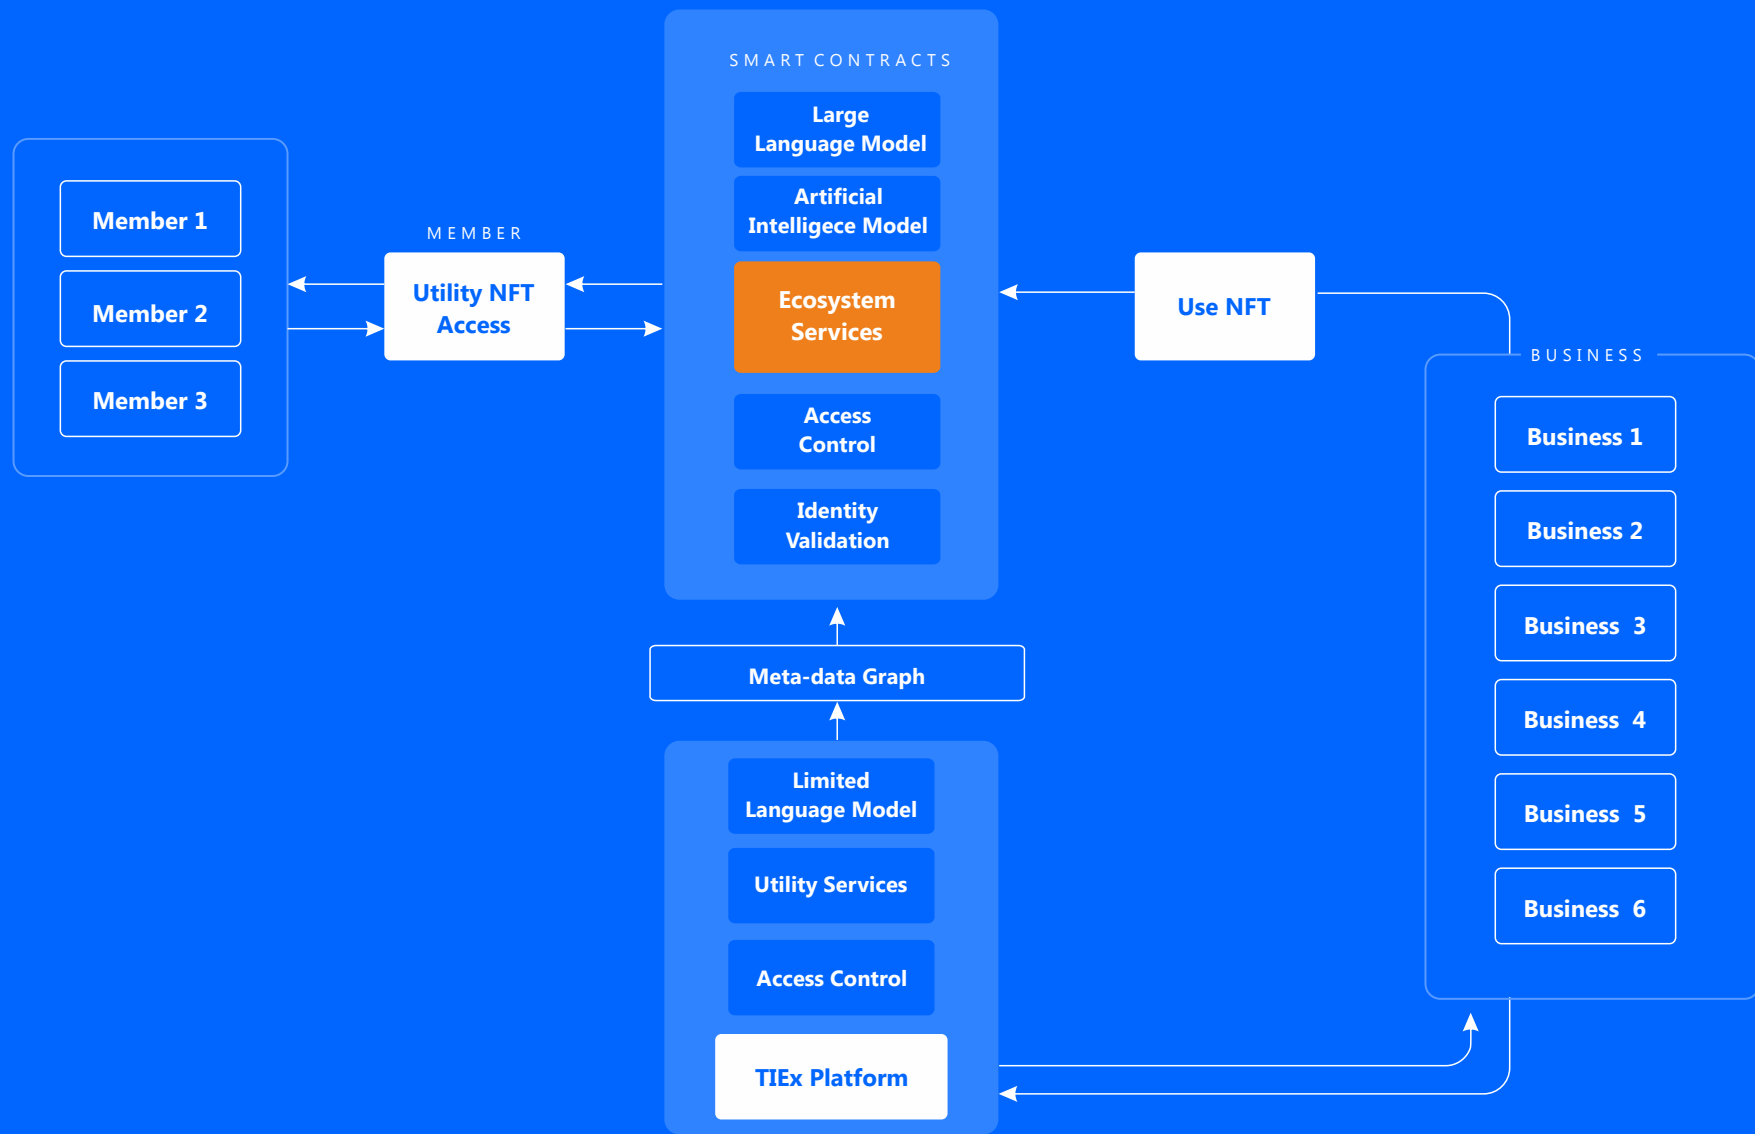 SMART CONTRACTS
Large
Language Model
Artificial
Intelligece Model
Ecosystem
Services
Access
Control
Identity
Validation
Member 1
Member 2
Member 3
MEMBER
Utility NFT
Access
Use NFT
BUSINESS
Business 1
Business 2
Business 3
Business 4
Business 5
Business 6
Meta-data Graph
Limited
Language Model
Utility Services
Access Control
TIEx Platform